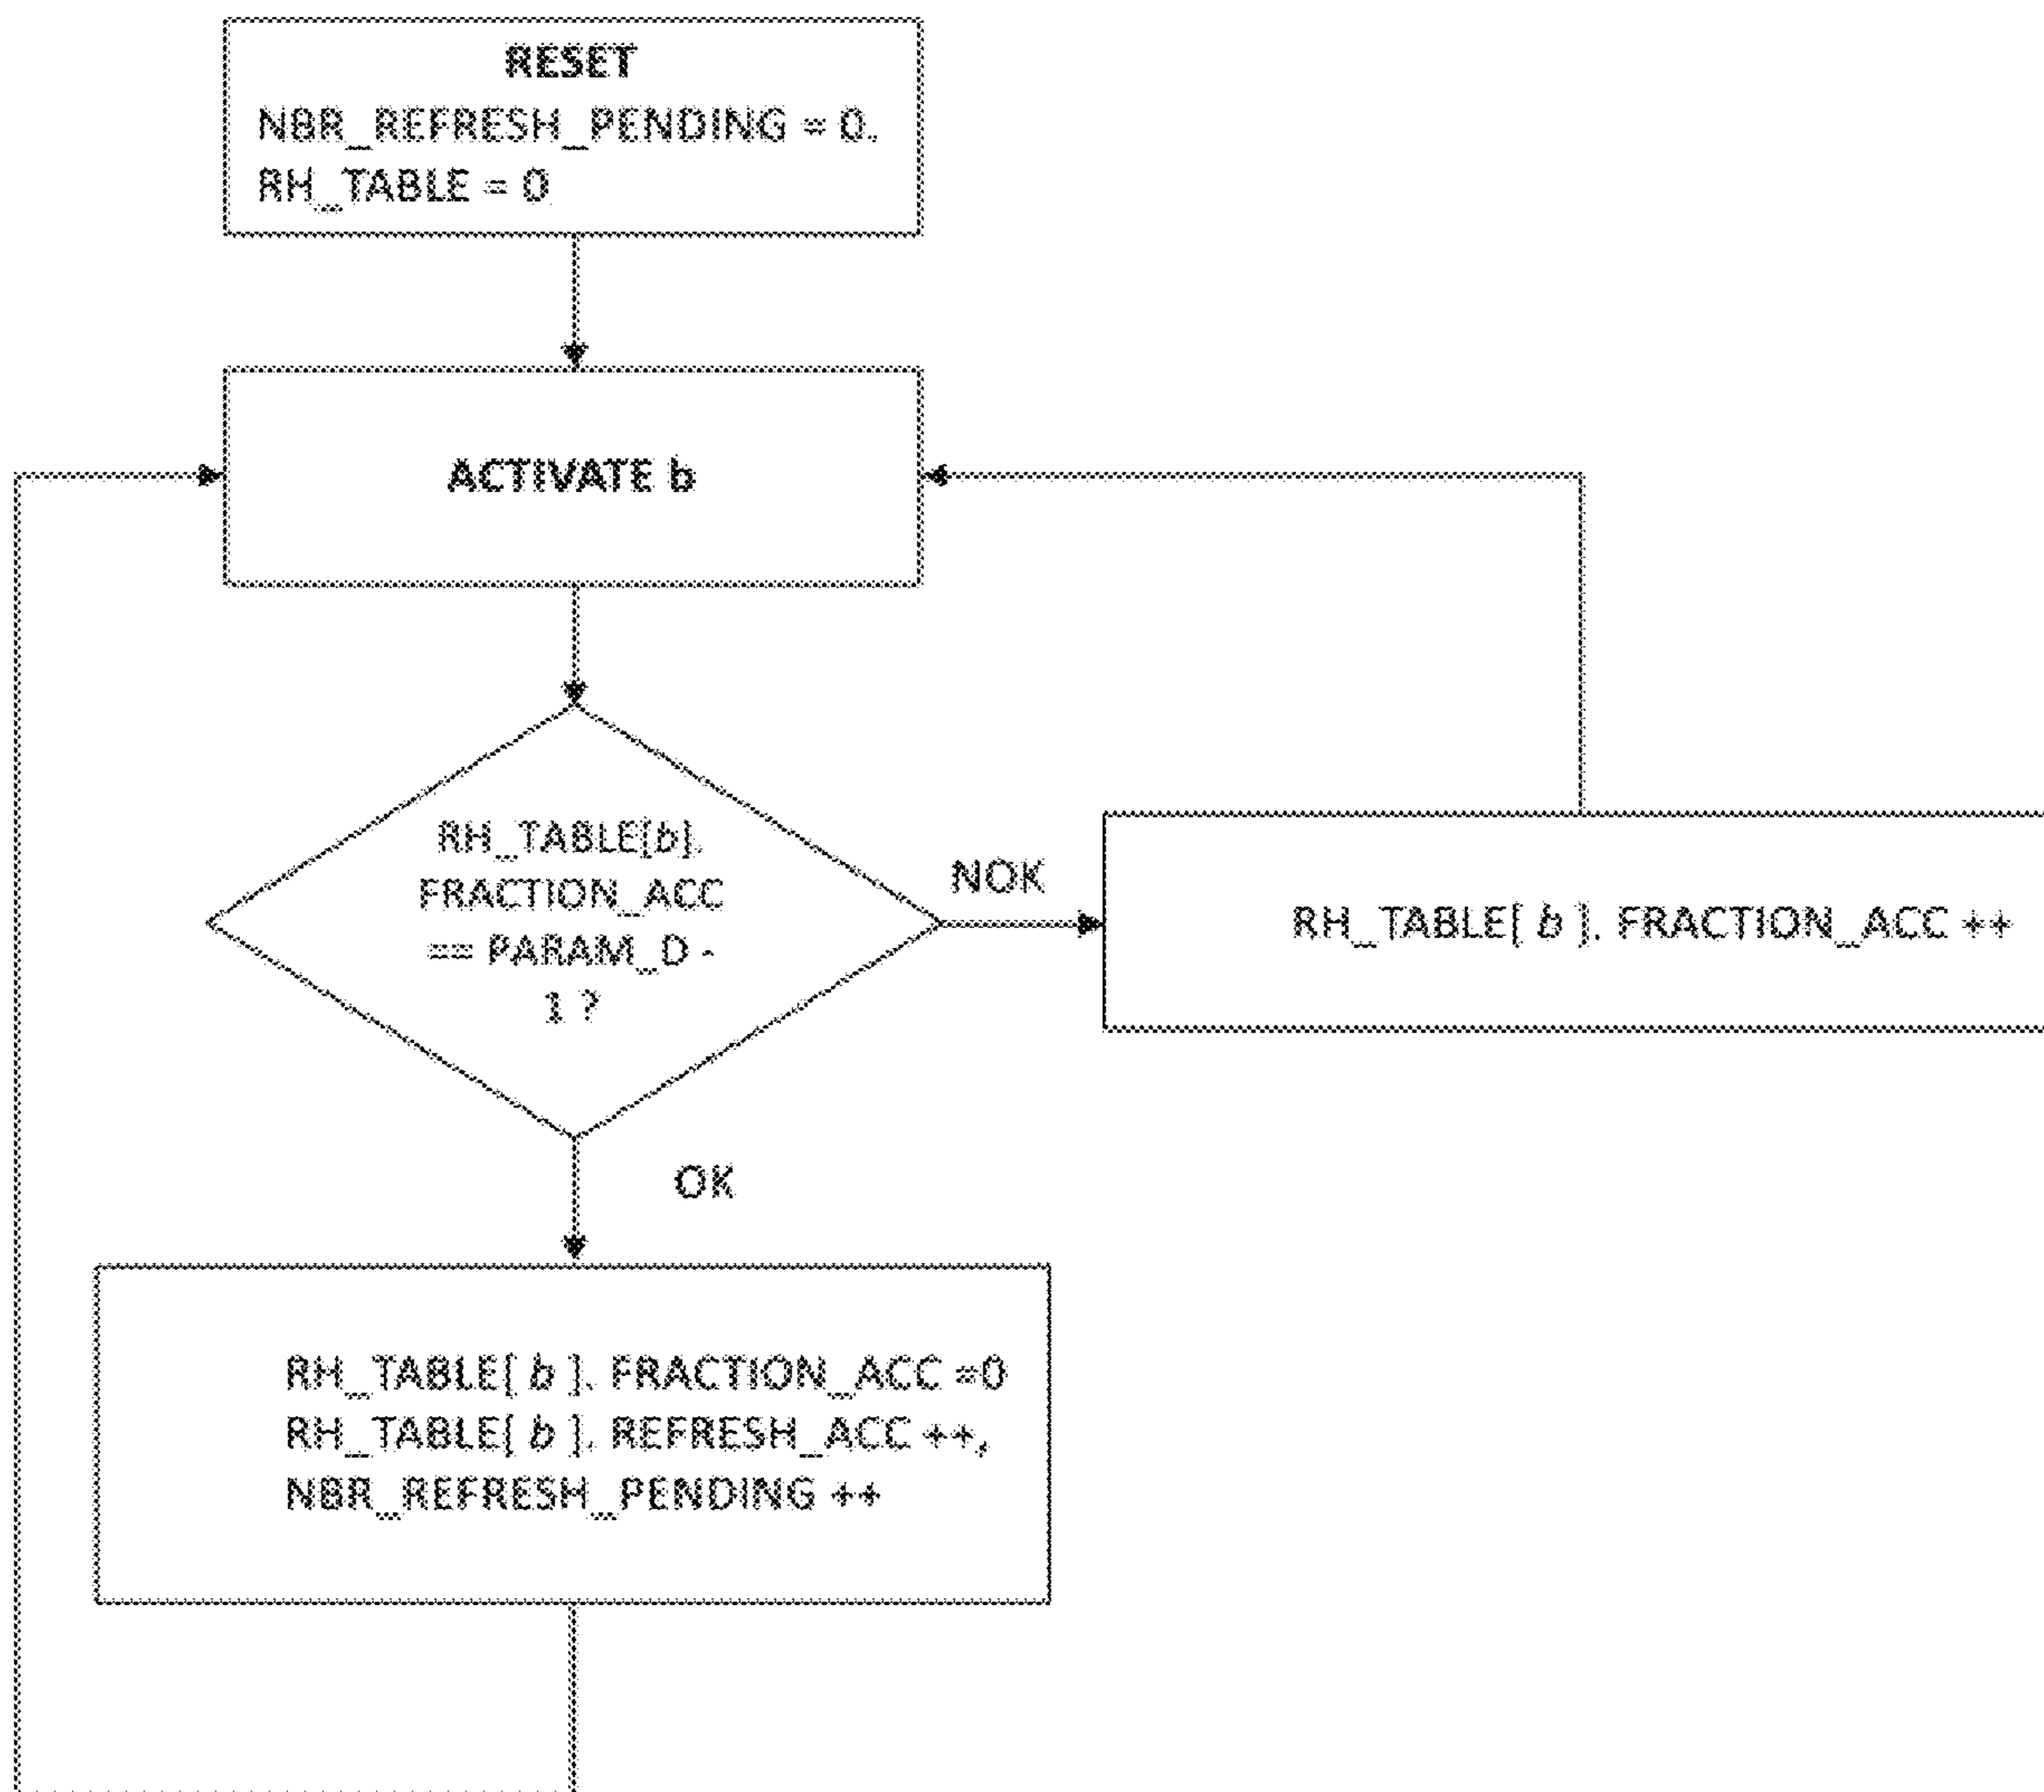 RESET
NBR_REFRESH_PENDING = 0.
RH_TABLE = 0
ACTIVATE b
RH_TABLE[b].
FRACTION_ACC
== PARAM_D -
1 ?
NOK
RH_TABLE[ b ]. FRACTION_ACC ++
OK
RH_TABLE[ b ]. FRACTION_ACC =0
RH_TABLE[ b ]. REFRESH_ACC ++,
NBR_REFRESH_PENDING ++